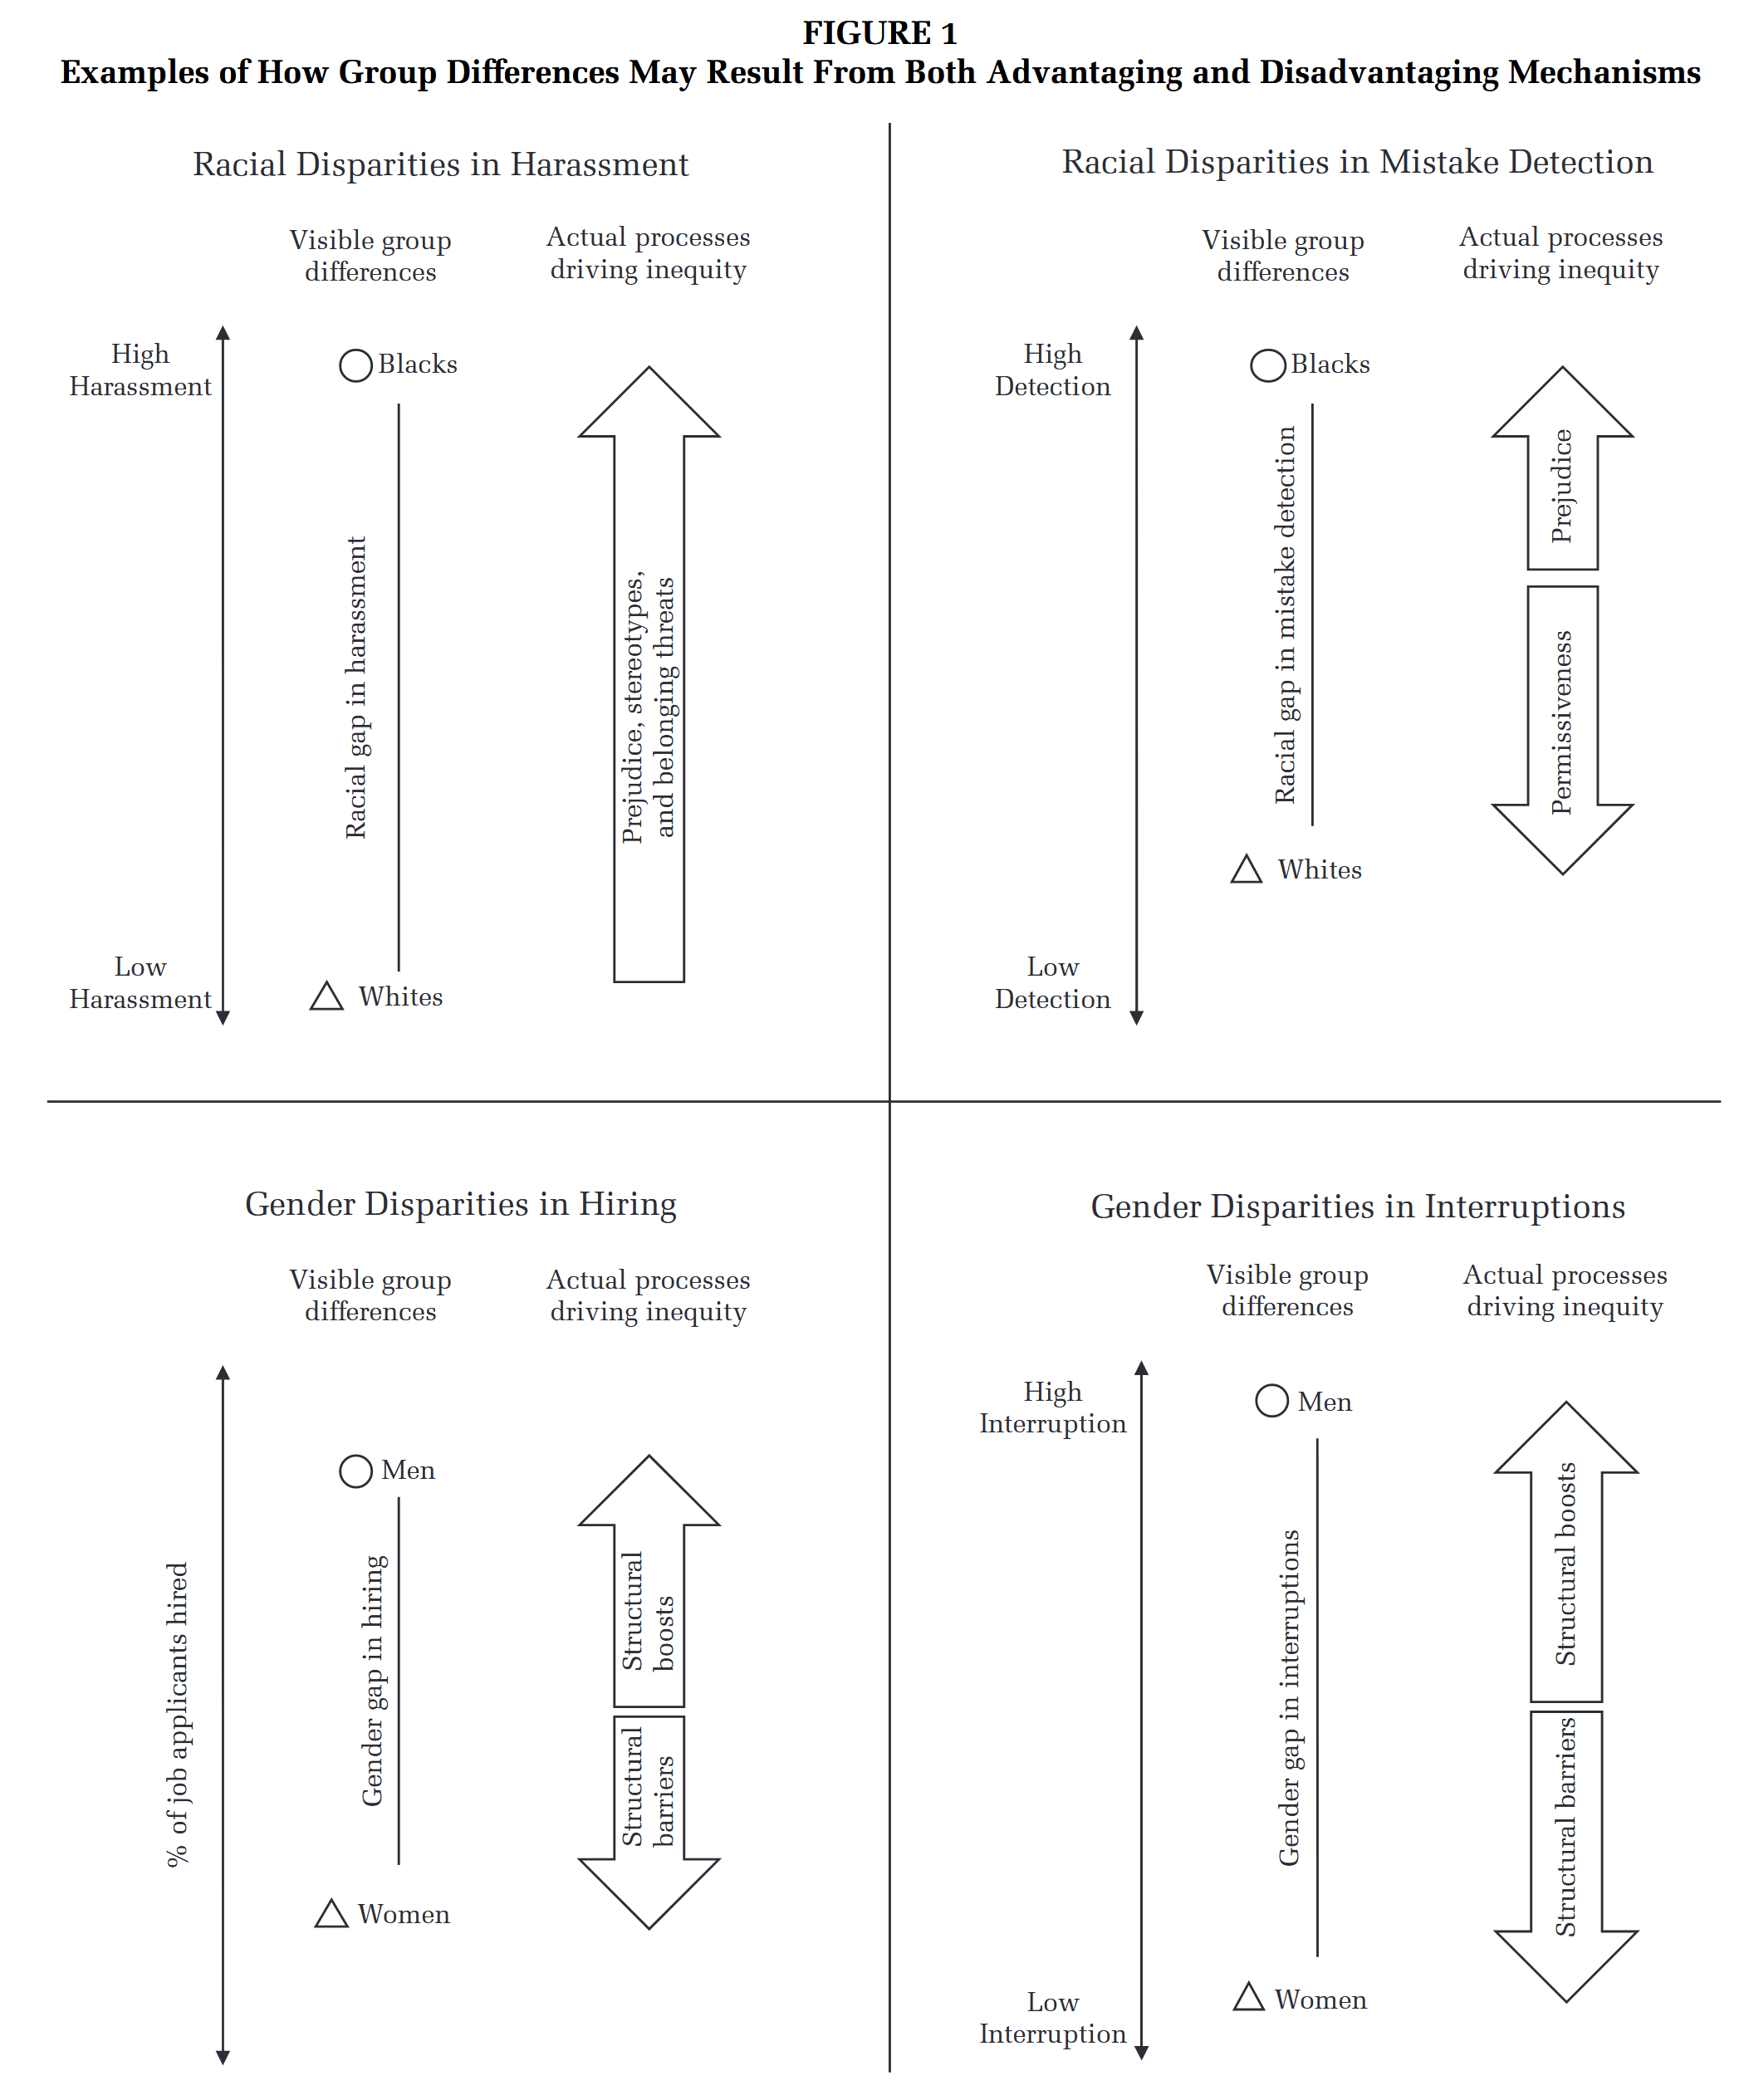 FIGURE 1
Examples of How Group Differences May Result From Both Advantaging and Disadvantaging Mechanisms
Racial Disparities in Harassment
Visible group
differences
Actual processes
driving inequity
High
Harassment
Blacks
Racial gap in harassment
Prejudice, stereotypes,
and belonging threats
Low
Harassment
Whites
Racial Disparities in Mistake Detection
Visible group
differences
Actual processes
driving inequity
High
Detection
Blacks
Racial gap in mistake detection
Prejudice
Permissiveness
Whites
Low
Detection
Gender Disparities in Hiring
Visible group
differences
Actual processes
driving inequity
% of job applicants hired
Men
Gender gap in hiring
Structural
boosts
Structural
barriers
Women
Gender Disparities in Interruptions
Visible group
differences
Actual processes
driving inequity
High
Interruption
Men
Gender gap in interruptions
Structural boosts
Structural barriers
Low
Interruption
Women